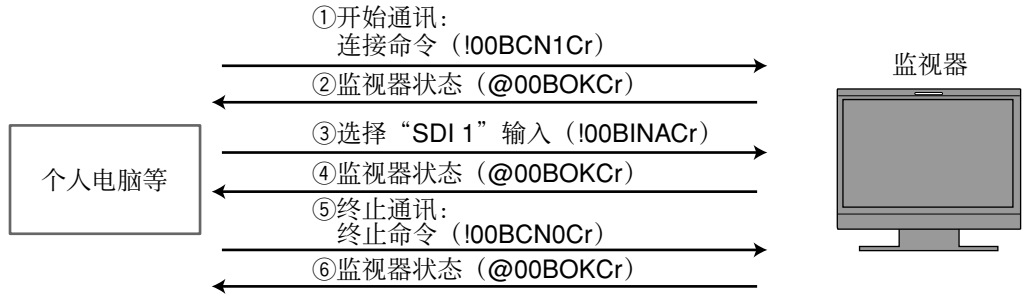 ①开始通讯：
连接命令（!00BCN1Cr）
②监视器状态（@00BOKCr）
③选择“SDI 1”输入（!00BINACr）
④监视器状态（@00BOKCr）
⑤终止通讯：
终止命令（!00BCN0Cr）
⑥监视器状态（@00BOKCr）
个人电脑等
监视器